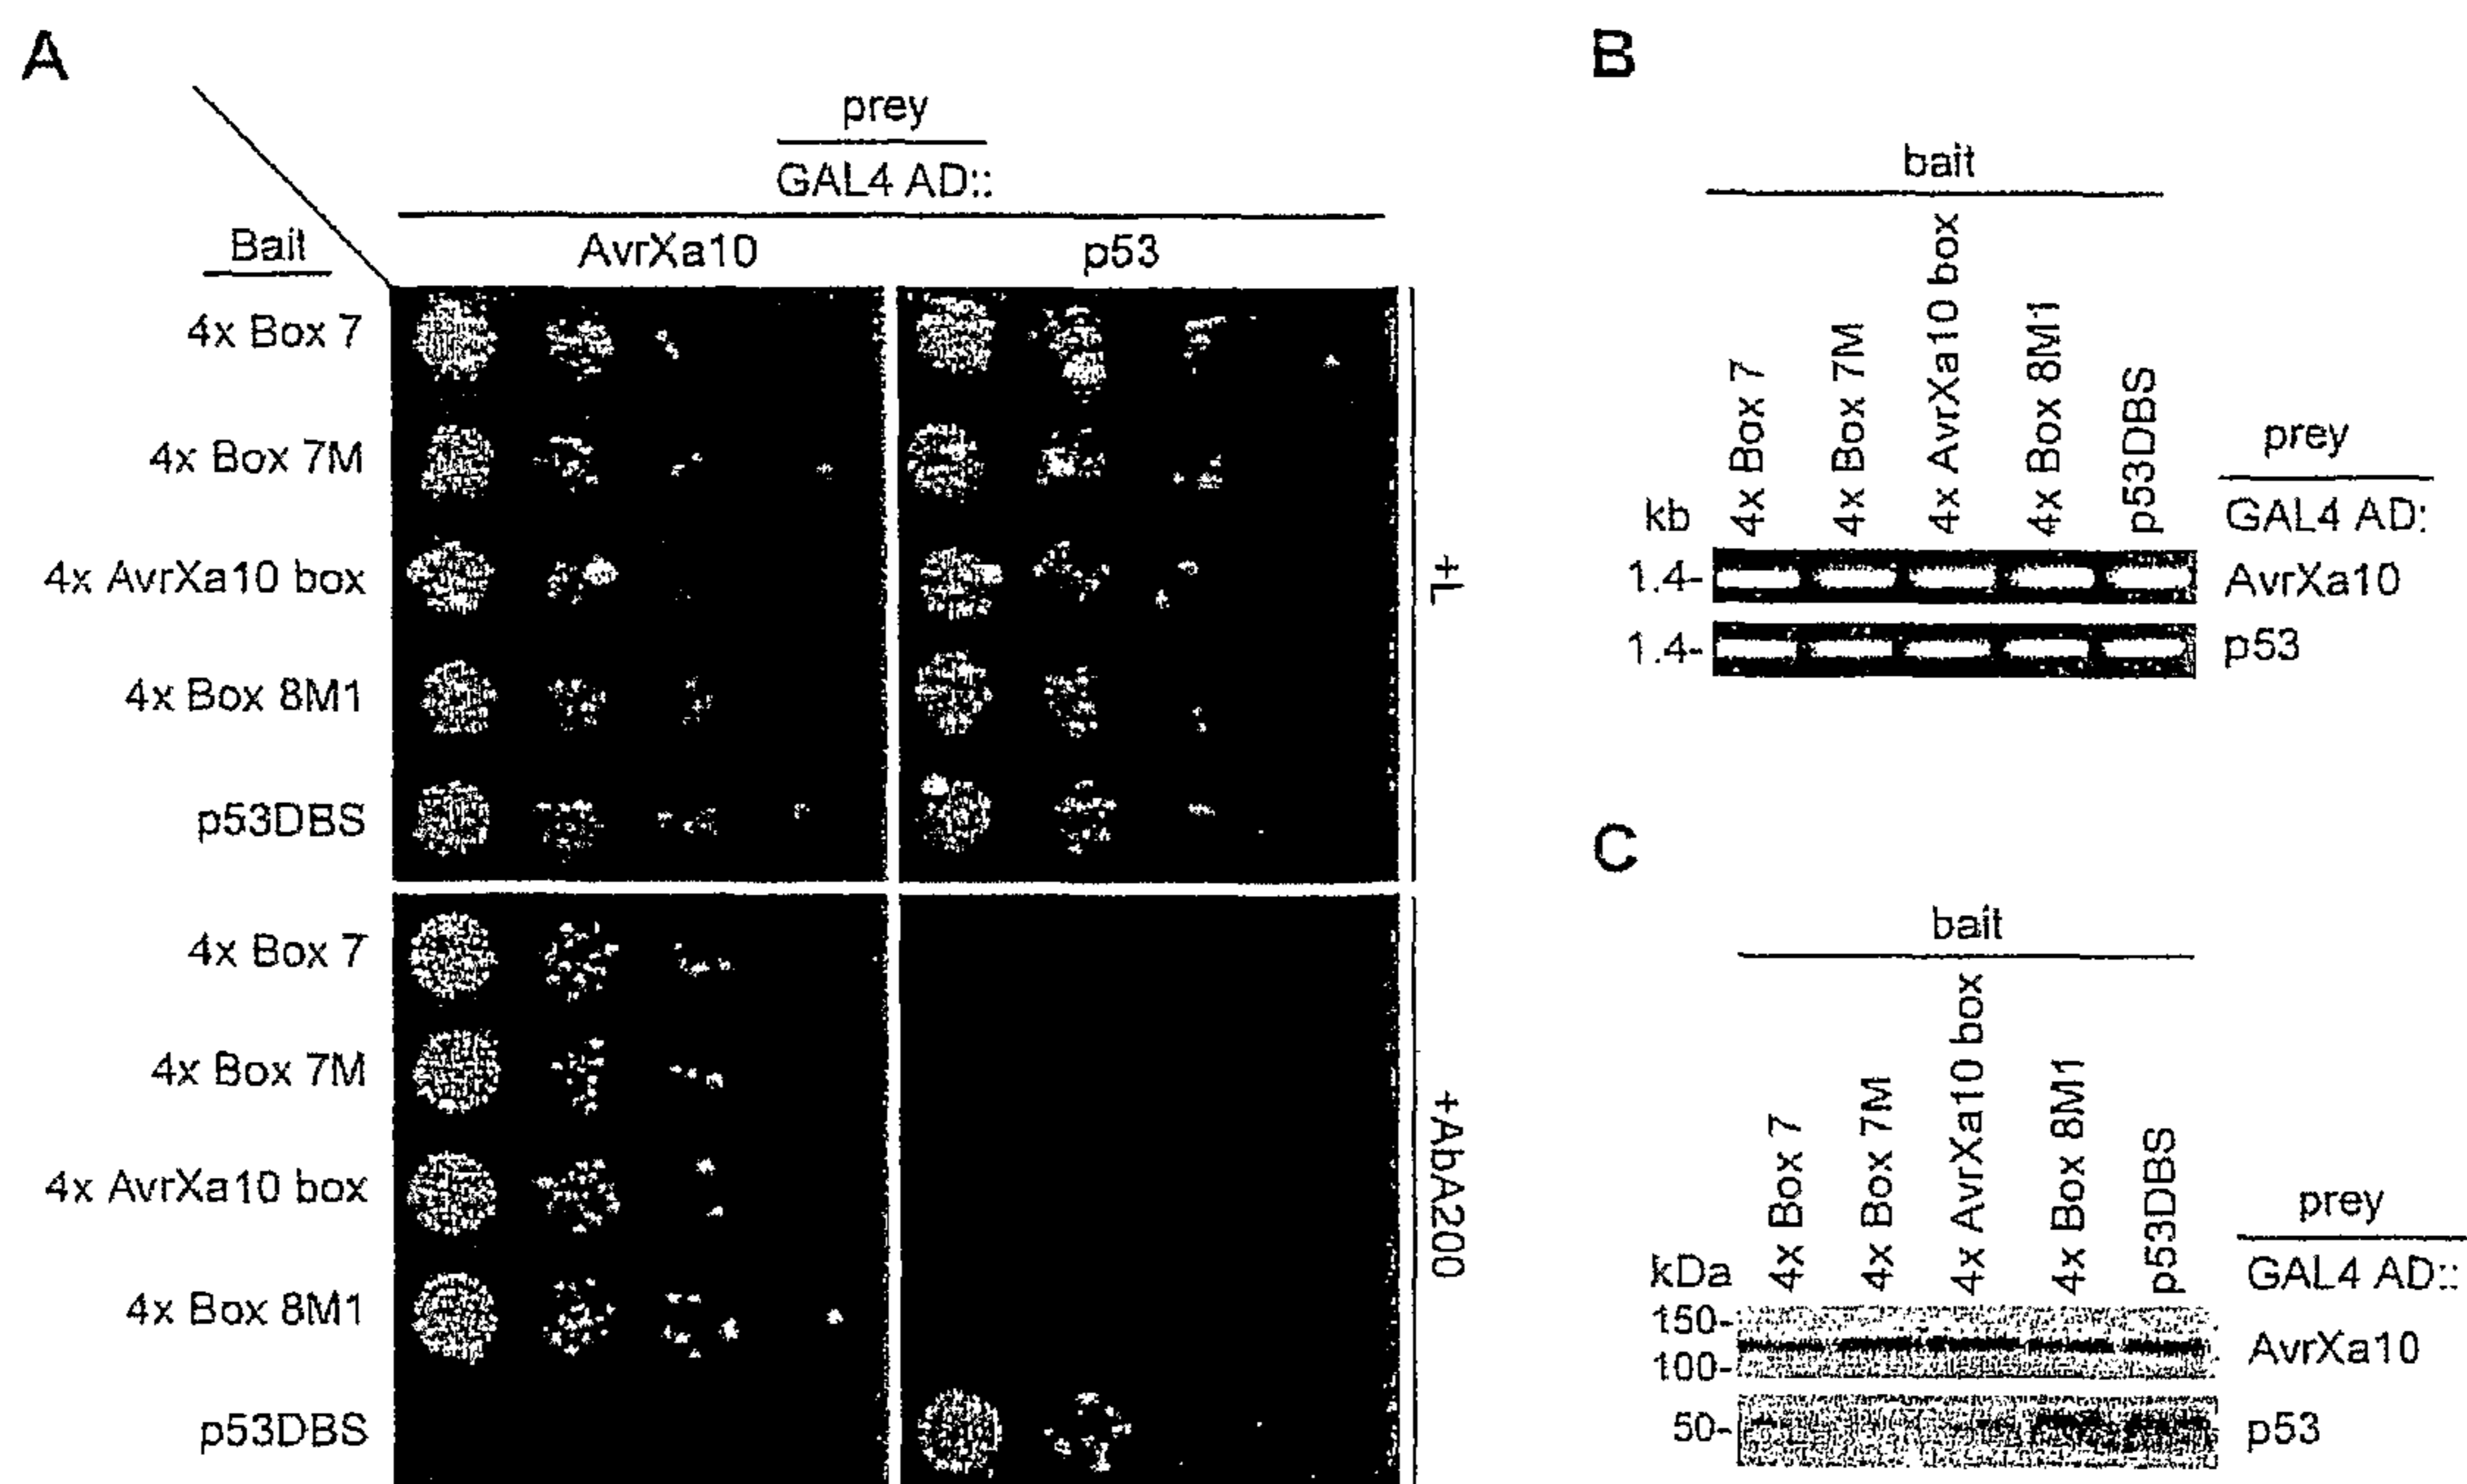 A
prey
GAL4 AD::
Bait
AvrXa10
p53
4x Box 7
4x Box 7M
4x AvrXa10 box
4x Box 8M1
p53DBS
+L
4x Box 7
4x Box 7M
4x AvrXa10 box
4x Box 8M1
p53DBS
+AbA200
B
bait
4x Box 7
4x Box 7M
4x AvrXa10 box
4x Box 8M1
p53DBS
prey
GAL4 AD:
kb
1.4-
AvrXa10
1.4-
p53
C
bait
4x Box 7
4x Box 7M
4x AvrXa10 box
4x Box 8M1
p53DBS
prey
GAL4 AD::
kDa
150-
100-
AvrXa10
50-
p53